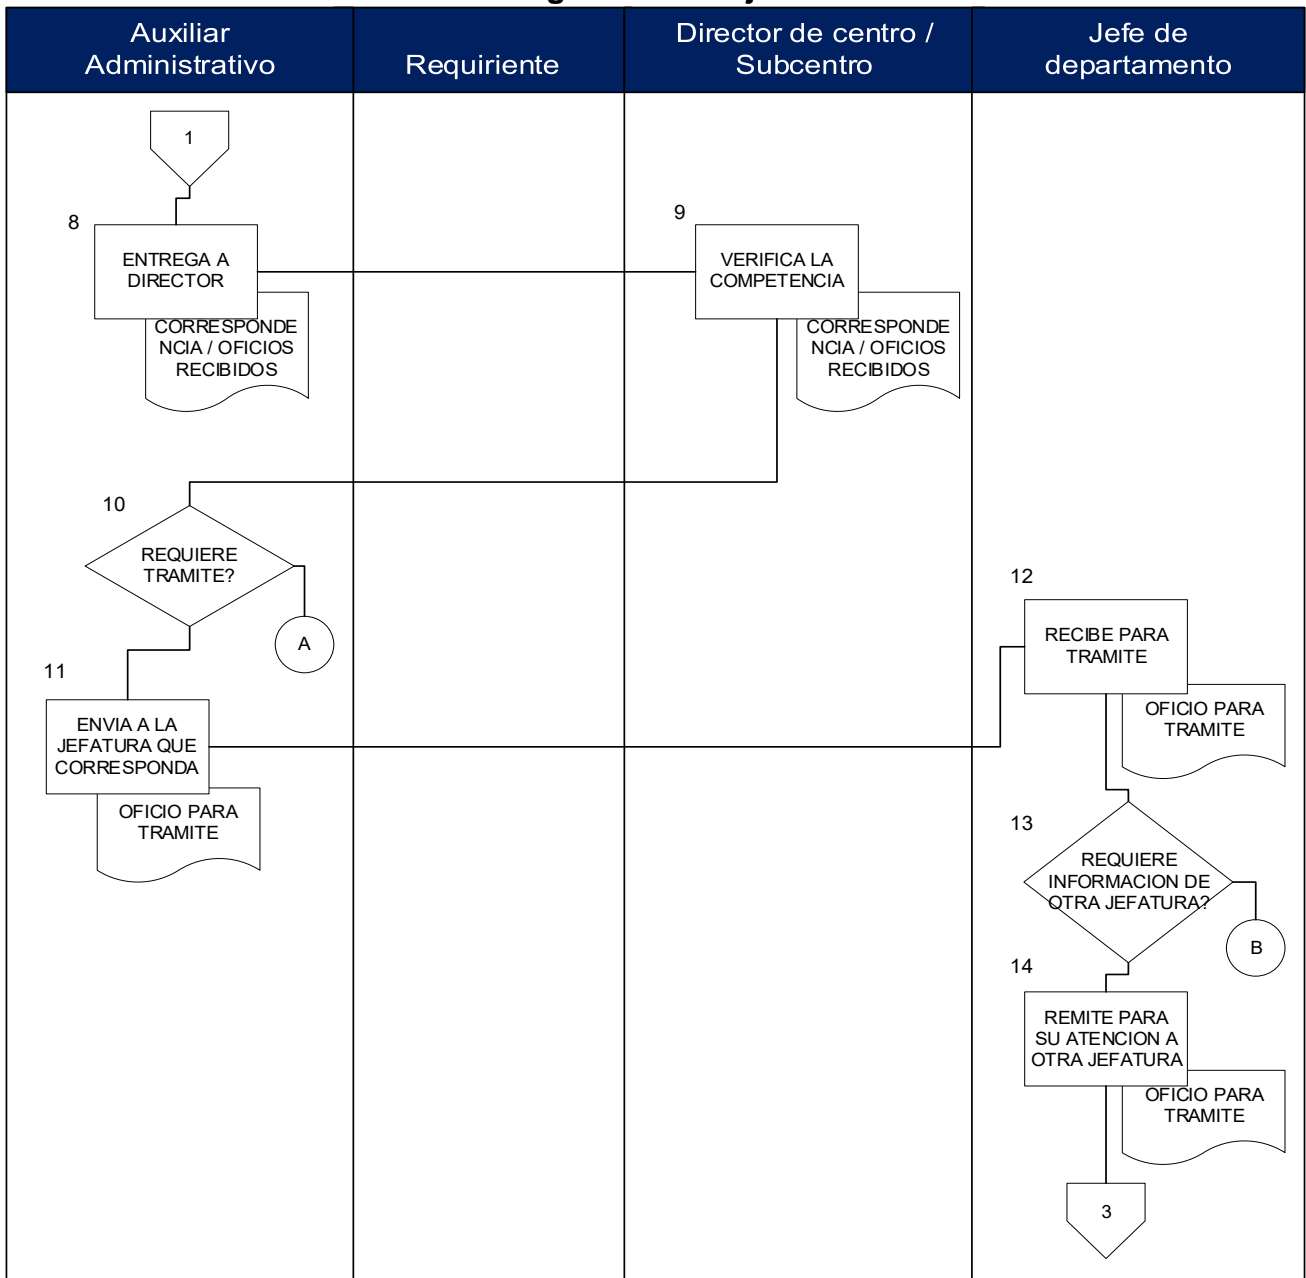 Auxiliar
Administrativo
Requiriente
Director de centro /
Subcentro
Jefe de
departamento
1
8
ENTREGA A
DIRECTOR
CORRESPONDE
NCIA / OFICIOS
RECIBIDOS
9
VERIFICA LA
COMPETENCIA
CORRESPONDE
NCIA / OFICIOS
RECIBIDOS
10
REQUIERE
TRAMITE?
A
11
ENVIA A LA
JEFATURA QUE
CORRESPONDA
OFICIO PARA
TRAMITE
12
RECIBE PARA
TRAMITE
OFICIO PARA
TRAMITE
13
REQUIERE
INFORMACION DE
OTRA JEFATURA?
B
14
REMITE PARA
SU ATENCION A
OTRA JEFATURA
OFICIO PARA
TRAMITE
3